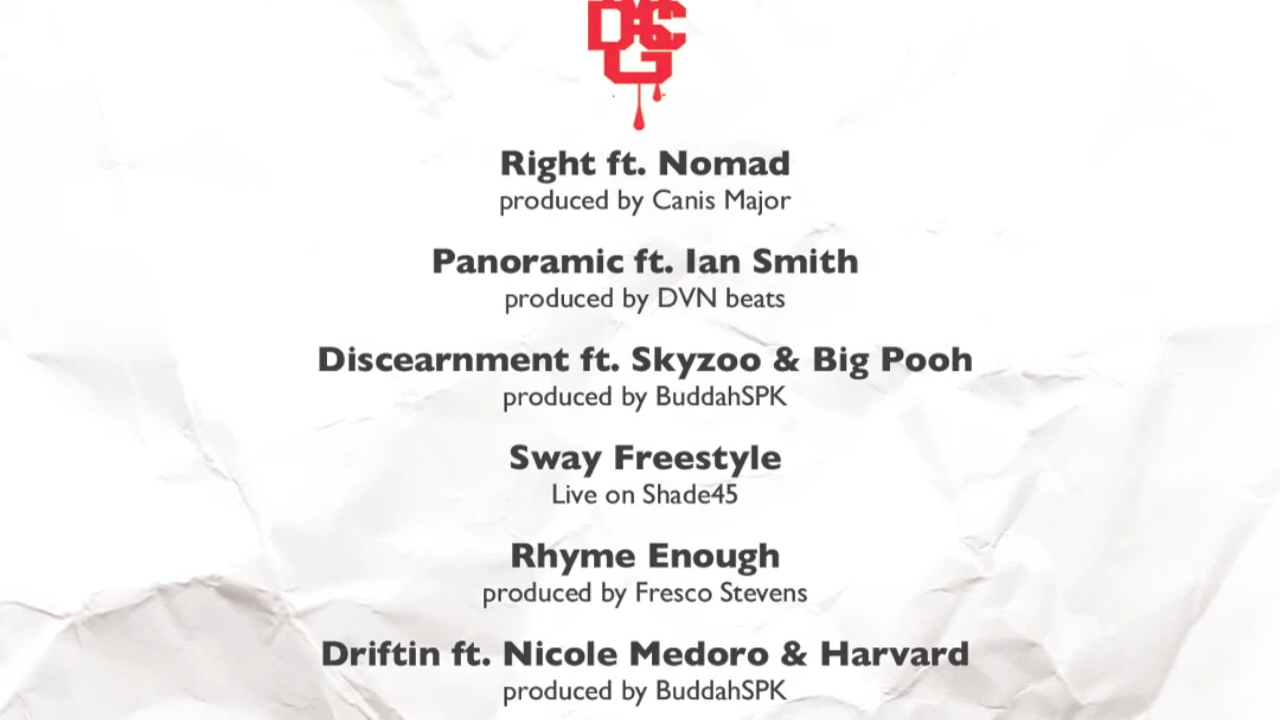 Right ft. Nomad
produced by Canis Major
Panoramic ft. Ian Smith
produced by DVN beats
Discearnment ft. Skyzoo & Big Pooh
produced by BuddahSPK
Sway Freestyle
Live on Shade45
Rhyme Enough
produced by Fresco Stevens
Driftin ft. Nicole Medoro & Harvard
produced by BuddahSPK